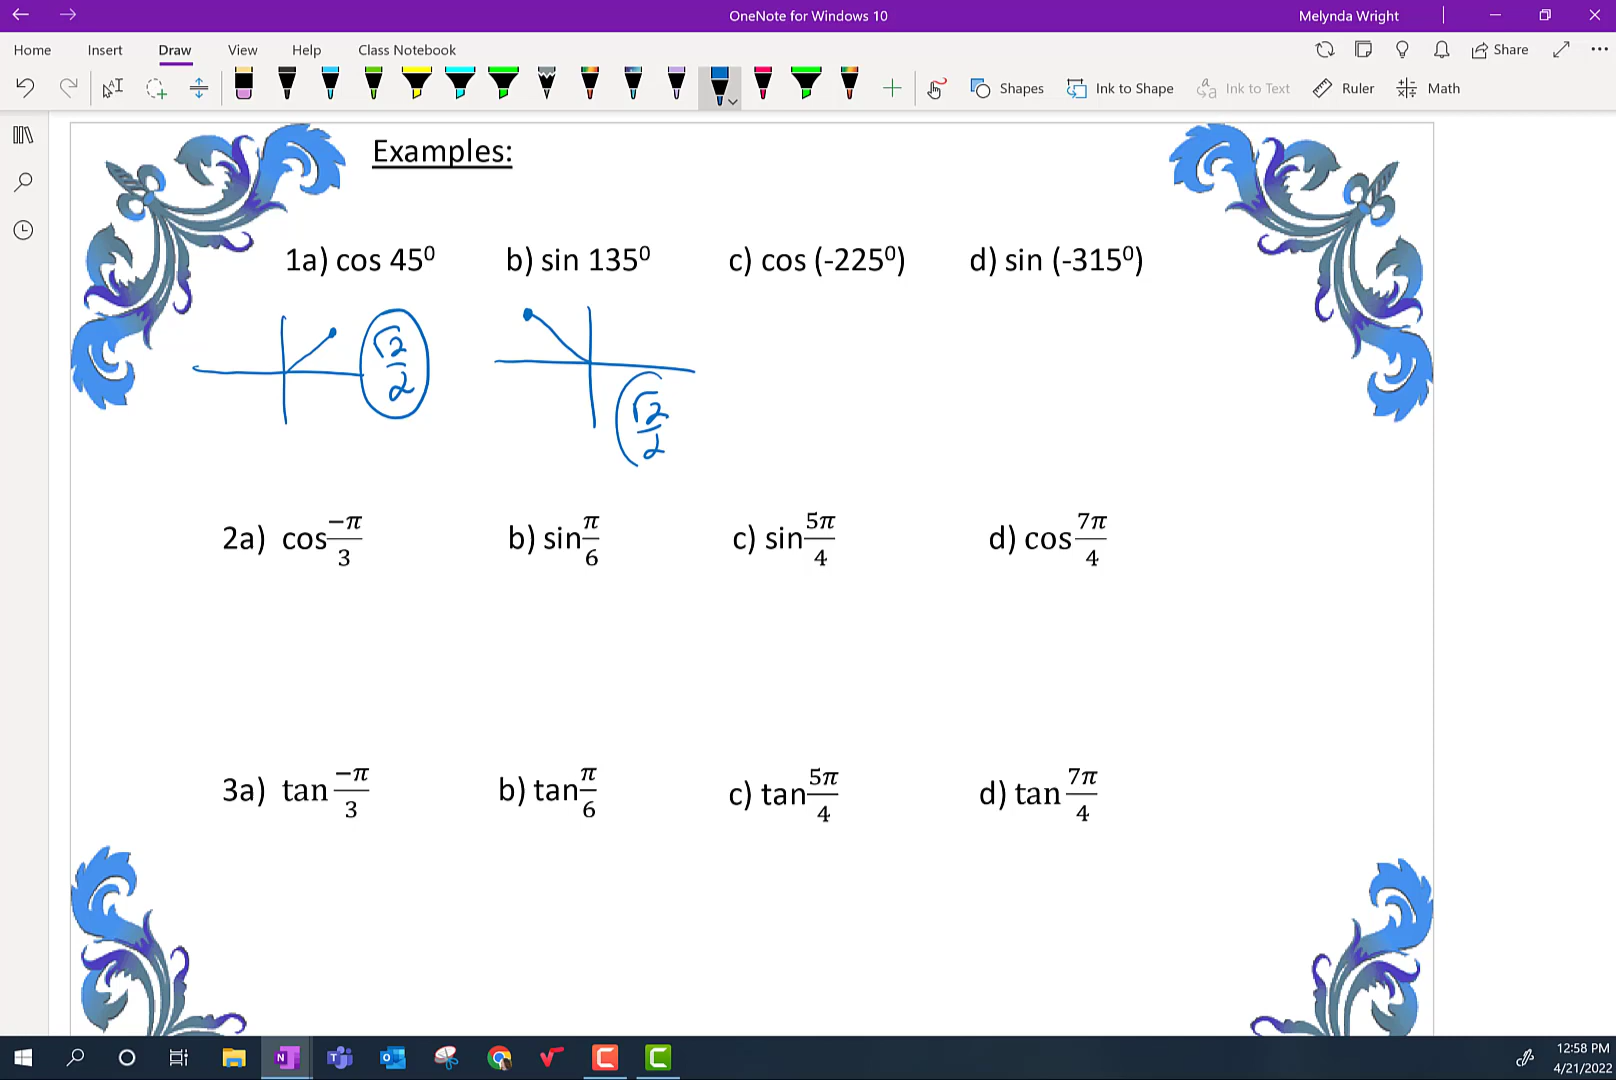 OneNote for Windows 10
Melynda Wright
Home Insert Draw View Help Class Notebook
Share
Shapes Ink to Shape Ink to Text Ruler Math
Examples:
1a) cos 45⁰ b) sin 135⁰ c) cos (-225⁰) d) sin (-315⁰)
√2/2 √2/2
2a) cos −π/3 b) sin π/6 c) sin 5π/4 d) cos 7π/4
3a) tan −π/3 b) tan π/6 c) tan 5π/4 d) tan 7π/4
12:58 PM
4/21/2022